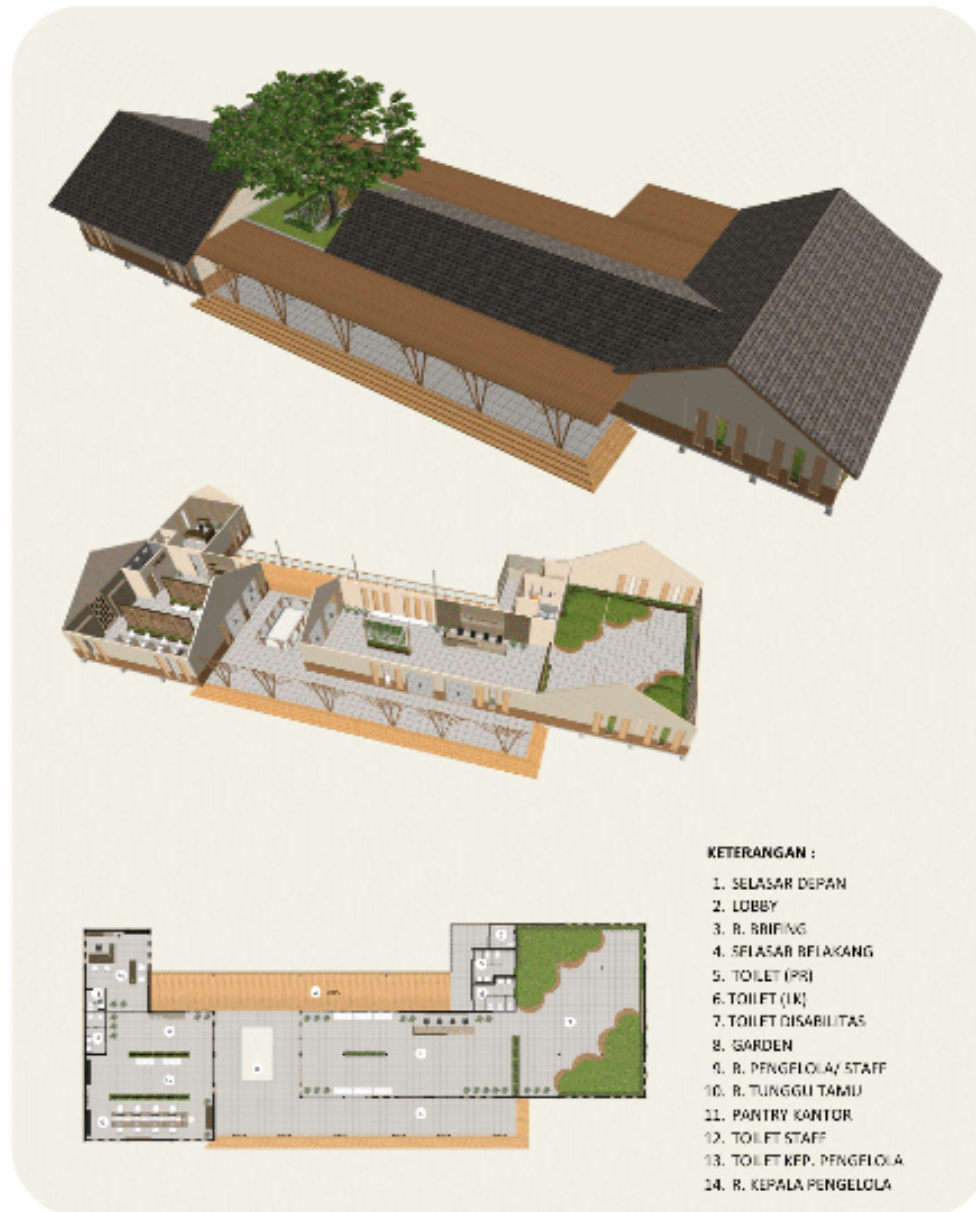 KETERANGAN :
1. SELASAR DEPAN
2. LOBBY
3. R. BRIFING
4. SELASAR BELAKANG
5. TOILET (PR)
6. TOILET (LK)
7. TOILET DISABILITAS
8. GARDEN
9. R. PENGELOLA/ STAFF
10. R. TUNGGU TAMU
11. PANTRY KANTOR
12. TOILET STAFF
13. TOILET KEP. PENGELOLA
14. R. KEPALA PENGELOLA